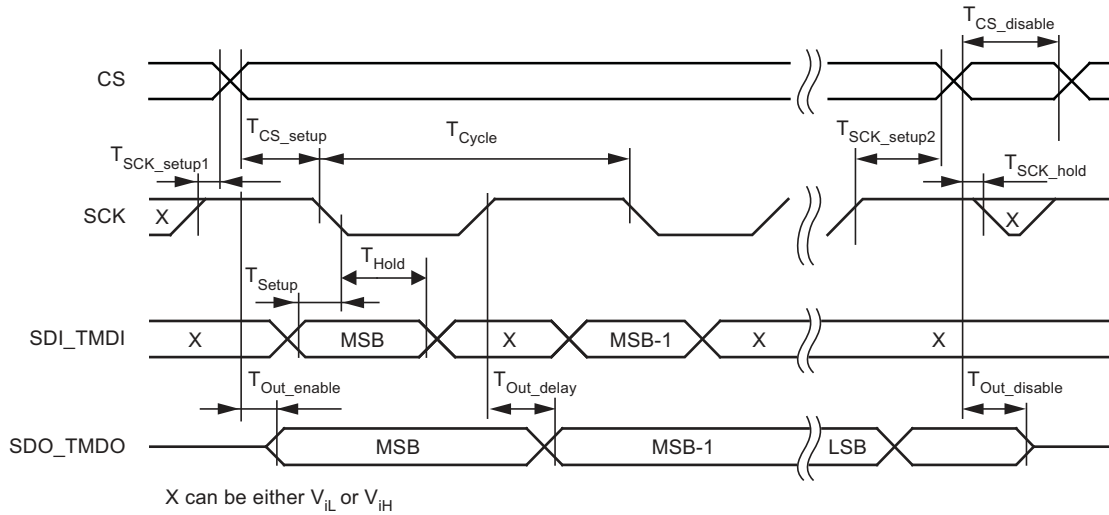 T_CS_disable
CS
T_CS_setup
T_Cycle
T_SCK_setup2
T_SCK_setup1
T_SCK_hold
SCK
X
X
T_Hold
T_Setup
SDI_TMDI
X
MSB
X
MSB-1
X
X
T_Out_enable
T_Out_delay
T_Out_disable
SDO_TMDO
MSB
MSB-1
LSB
X can be either V_iL or V_iH